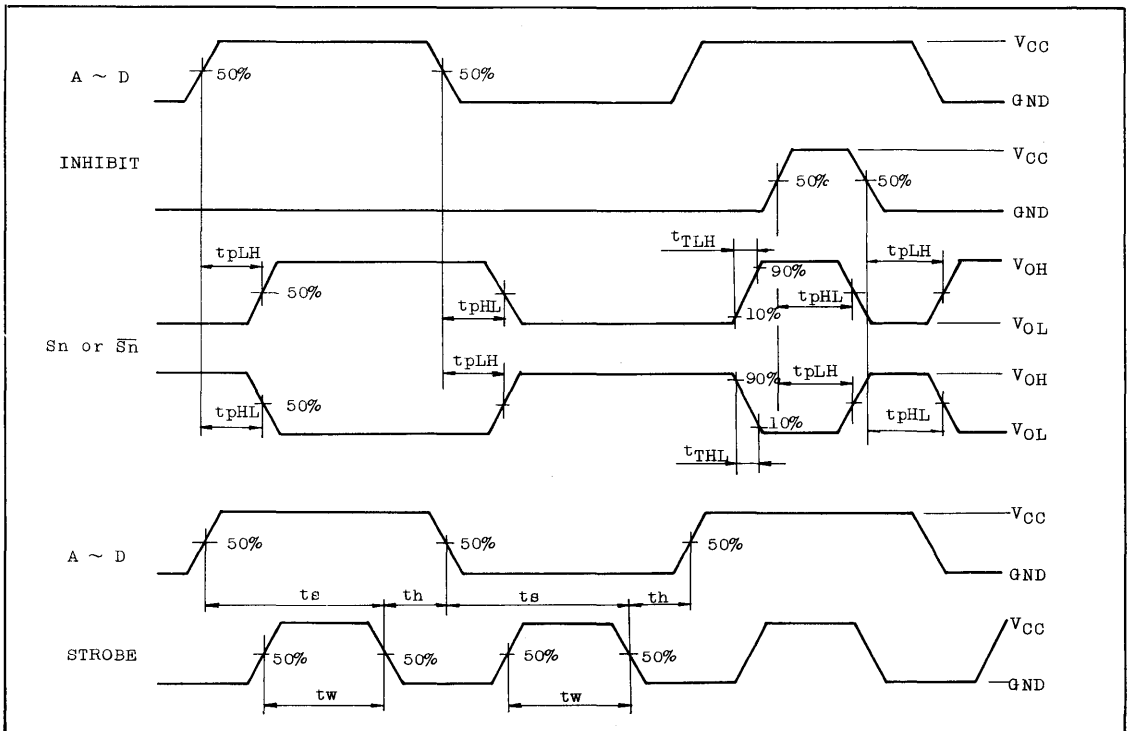 VCC
A ~ D
50%
50%
GND
VCC
INHIBIT
50%
50%
GND
tTLH
tpLH
tpLH
VOH
90%
50%
tpHL
tpHL
10%
VOL
Sn or S̅n̅
tpLH
tpLH
VOH
90%
50%
tpHL
10%
tpHL
VOL
tTHL
VCC
A ~ D
50%
50%
50%
GND
ts
th
ts
th
VCC
STROBE
50%
50%
50%
50%
GND
tw
tw